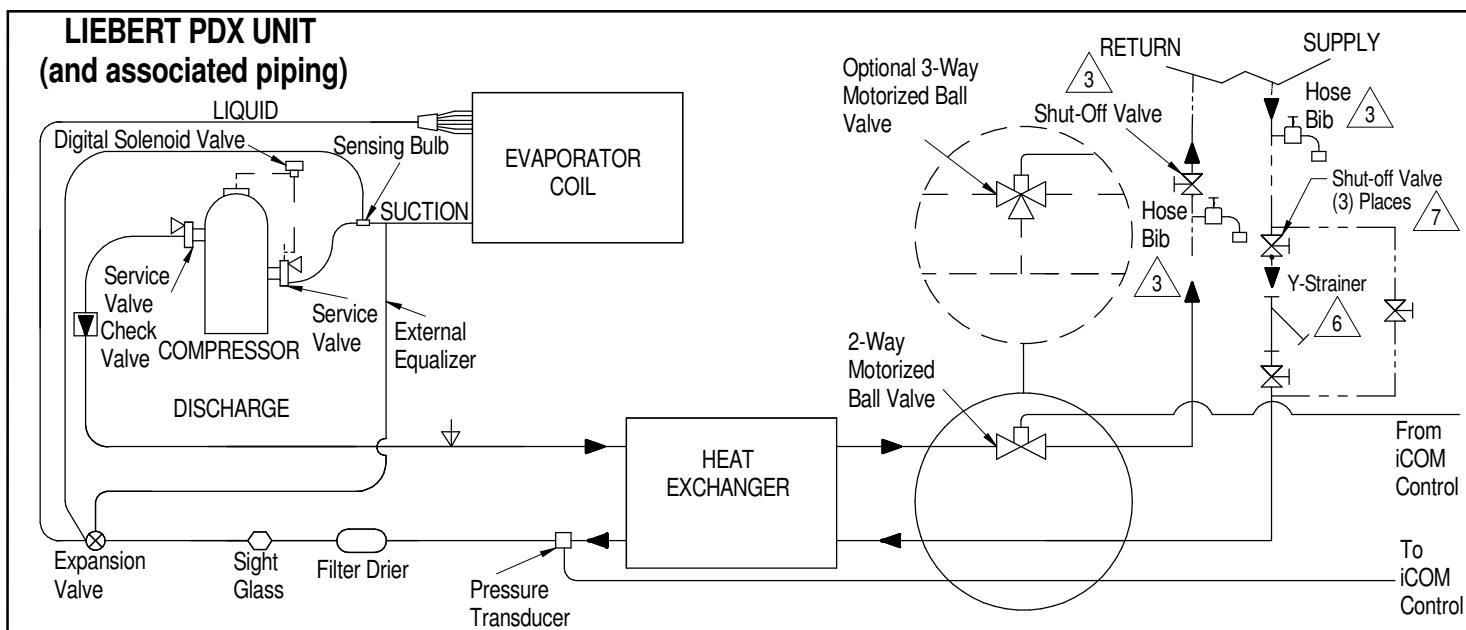 LIEBERT PDX UNIT
(and associated piping)
LIQUID
Digital Solenoid Valve
Sensing Bulb
EVAPORATOR
COIL
SUCTION
Service
Valve
Check
Valve
COMPRESSOR
Service
Valve
External
Equalizer
DISCHARGE
Expansion
Valve
Sight
Glass
Filter Drier
Pressure
Transducer
HEAT
EXCHANGER
Optional 3-Way
Motorized Ball
Valve
2-Way
Motorized
Ball Valve
RETURN
SUPPLY
3
Shut-Off Valve
Hose
Bib
3
Hose
Bib
3
Shut-off Valve
(3) Places
7
Y-Strainer
6
From
iCOM
Control
To
iCOM
Control